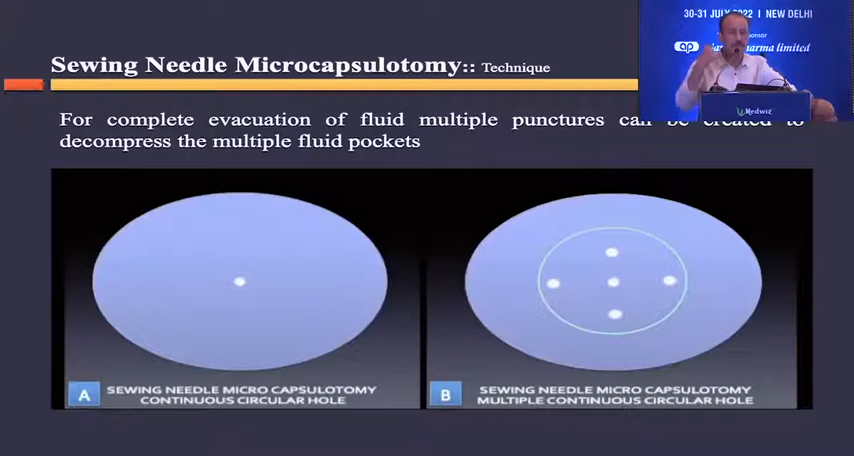 30-31 JULY 2022 I NEW DELHI
Sewing Needle Microcapsulotomy:: Technique
limited
Medwiz
For complete evacuation of fluid multiple punctures can be created to
decompress the multiple fluid pockets
A
SEWING NEEDLE MICRO CAPSULOTOMY
CONTINUOUS CIRCULAR HOLE
B
SEWING NEEDLE MICRO CAPSULOTOMY
MULTIPLE CONTINUOUS CIRCULAR HOLE